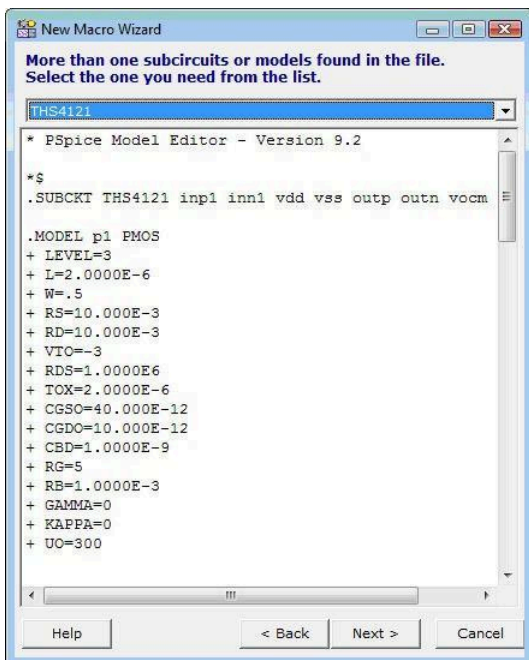 New Macro Wizard
More than one subcircuits or models found in the file.
Select the one you need from the list.
THS4121
* PSpice Model Editor - Version 9.2
*$
.SUBCKT THS4121 inp1 inn1 vdd vss outp outn vocm
.MODEL p1 PMOS
+ LEVEL=3
+ L=2.0000E-6
+ W=.5
+ RS=10.000E-3
+ RD=10.000E-3
+ VTO=-3
+ RDS=1.0000E6
+ TOX=2.0000E-6
+ CGSO=40.000E-12
+ CGDO=10.000E-12
+ CBD=1.0000E-9
+ RG=5
+ RB=1.0000E-3
+ GAMMA=0
+ KAPPA=0
+ UO=300
Help < Back Next > Cancel